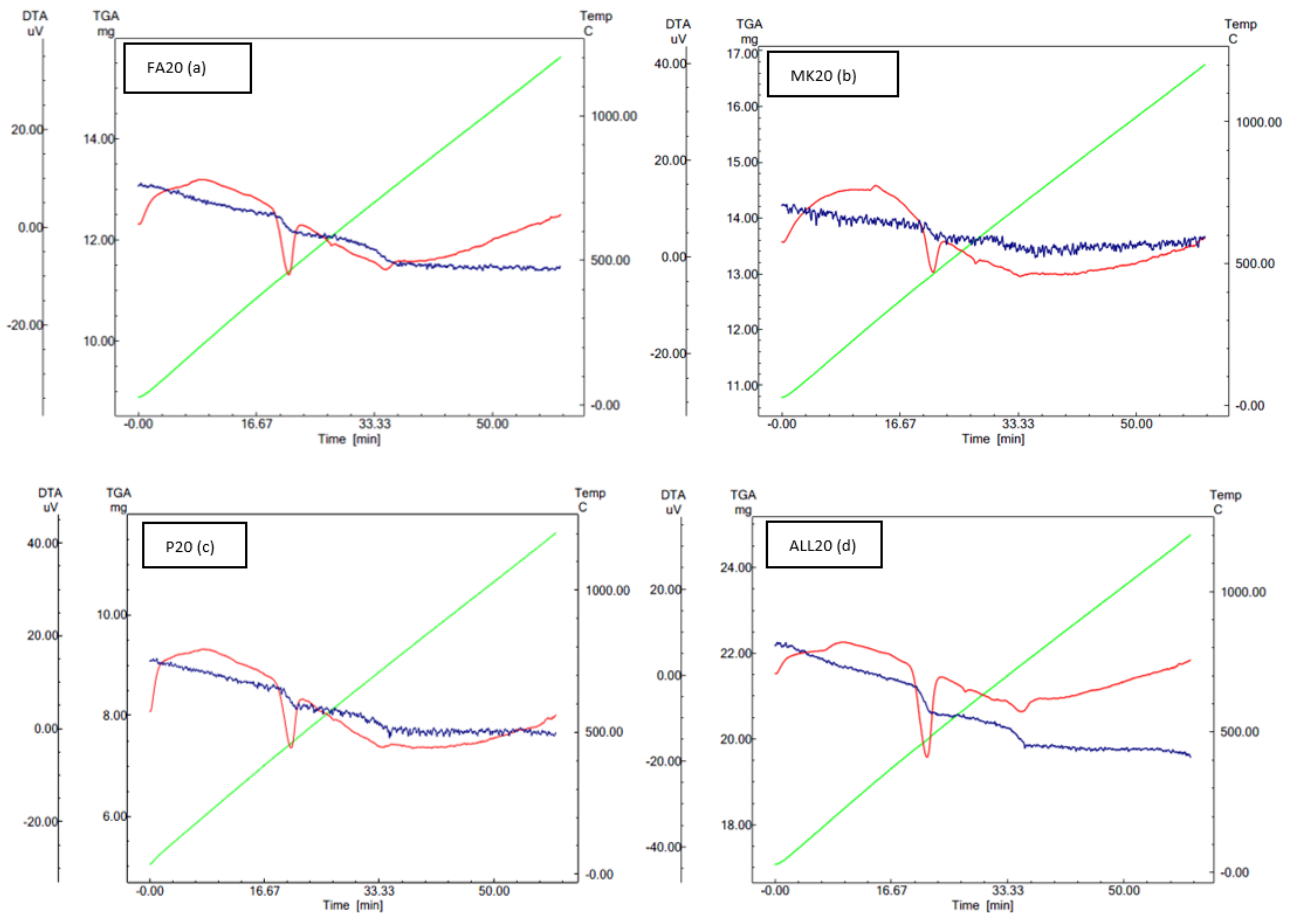 DTA TGA Temp
uV mg C
FA20 (a)
20.00 14.00 1000.00
0.00 12.00
500.00
-20.00 10.00
-0.00
-0.00 16.67 33.33 50.00
Time [min]
DTA TGA Temp
uV mg C
17.00
40.00
MK20 (b)
16.00
1000.00
20.00 15.00
14.00
0.00
13.00 500.00
12.00
-20.00
11.00
-0.00
-0.00 16.67 33.33 50.00
Time [min]
DTA TGA Temp
uV mg C
40.00
P20 (c)
10.00 1000.00
20.00
8.00
0.00 500.00
6.00
-20.00
-0.00
-0.00 16.67 33.33 50.00
Time [min]
DTA TGA Temp
uV mg C
24.00
ALL20 (d)
20.00 1000.00
22.00
0.00
20.00 500.00
-20.00
18.00
-40.00
-0.00
-0.00 16.67 33.33 50.00
Time [min]